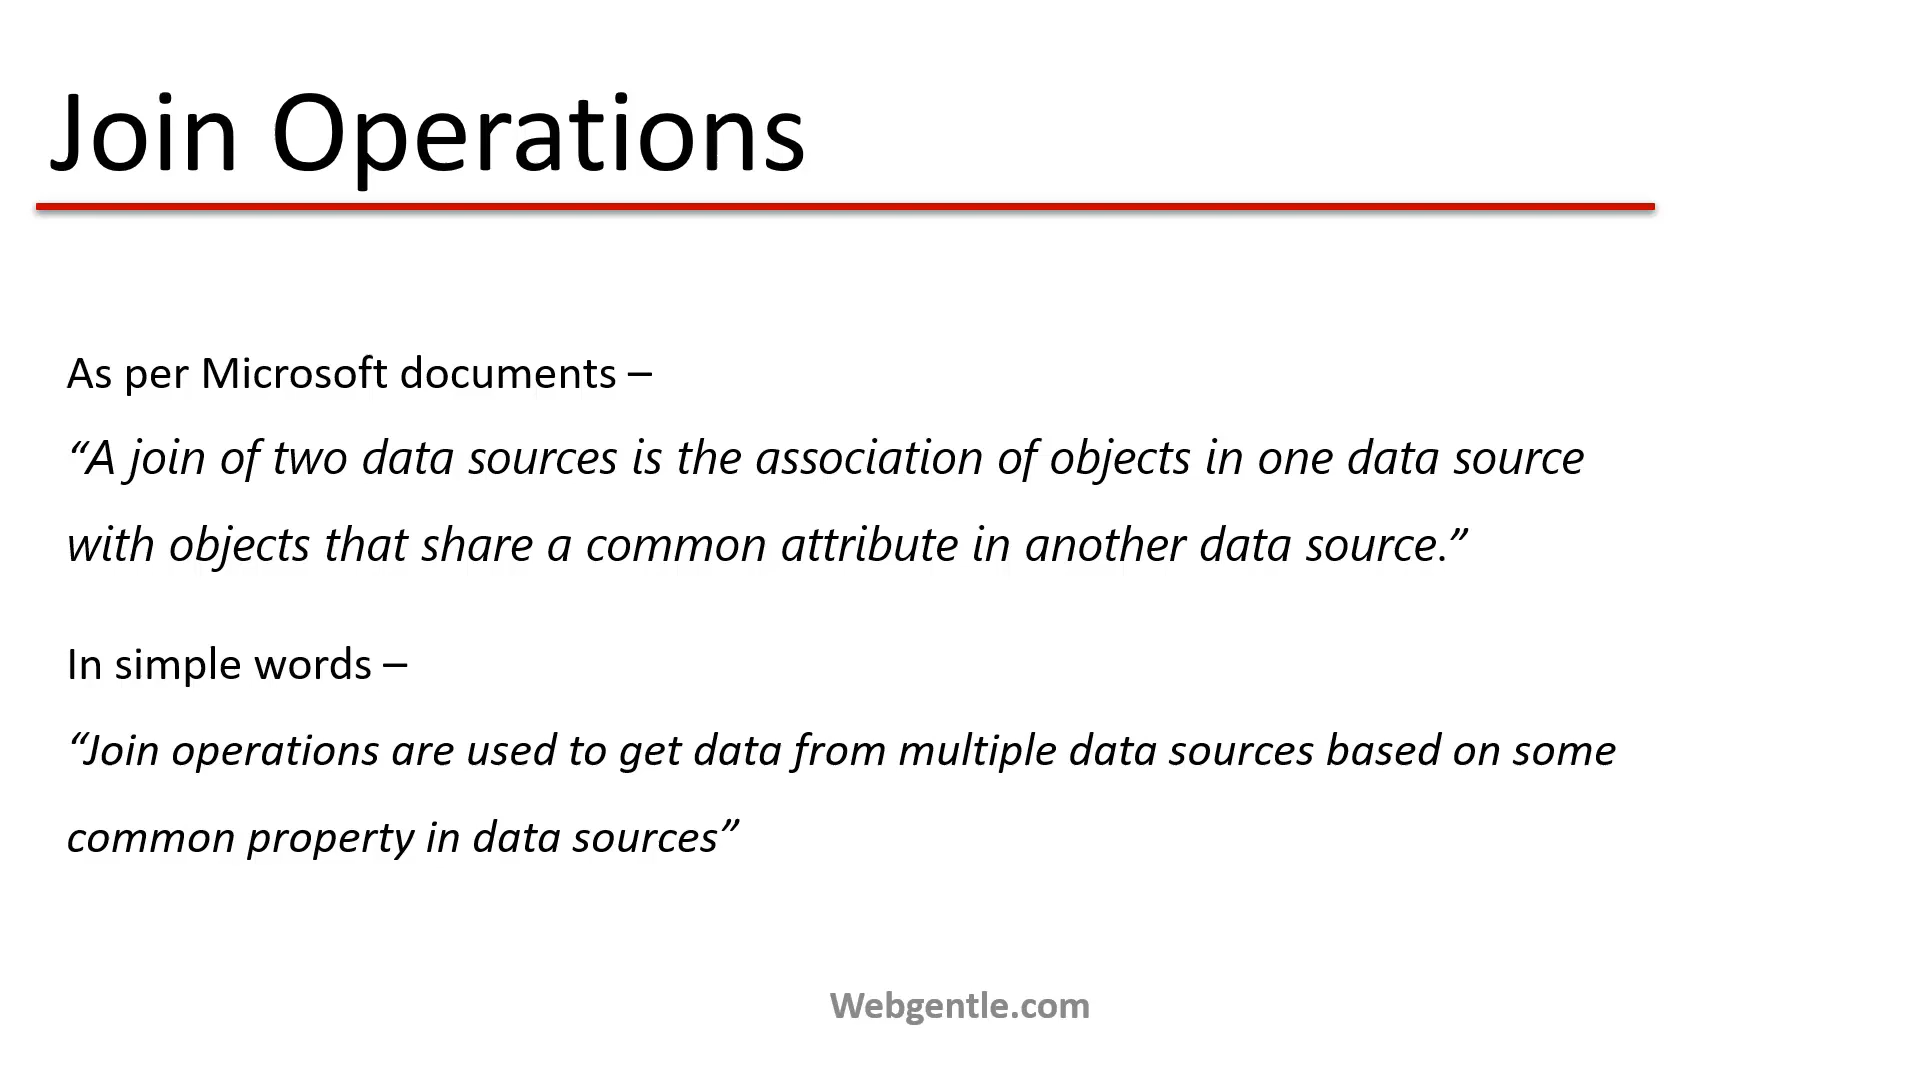 Join Operations
As per Microsoft documents –
“A join of two data sources is the association of objects in one data source
with objects that share a common attribute in another data source.”
In simple words –
“Join operations are used to get data from multiple data sources based on some
common property in data sources”
Webgentle.com